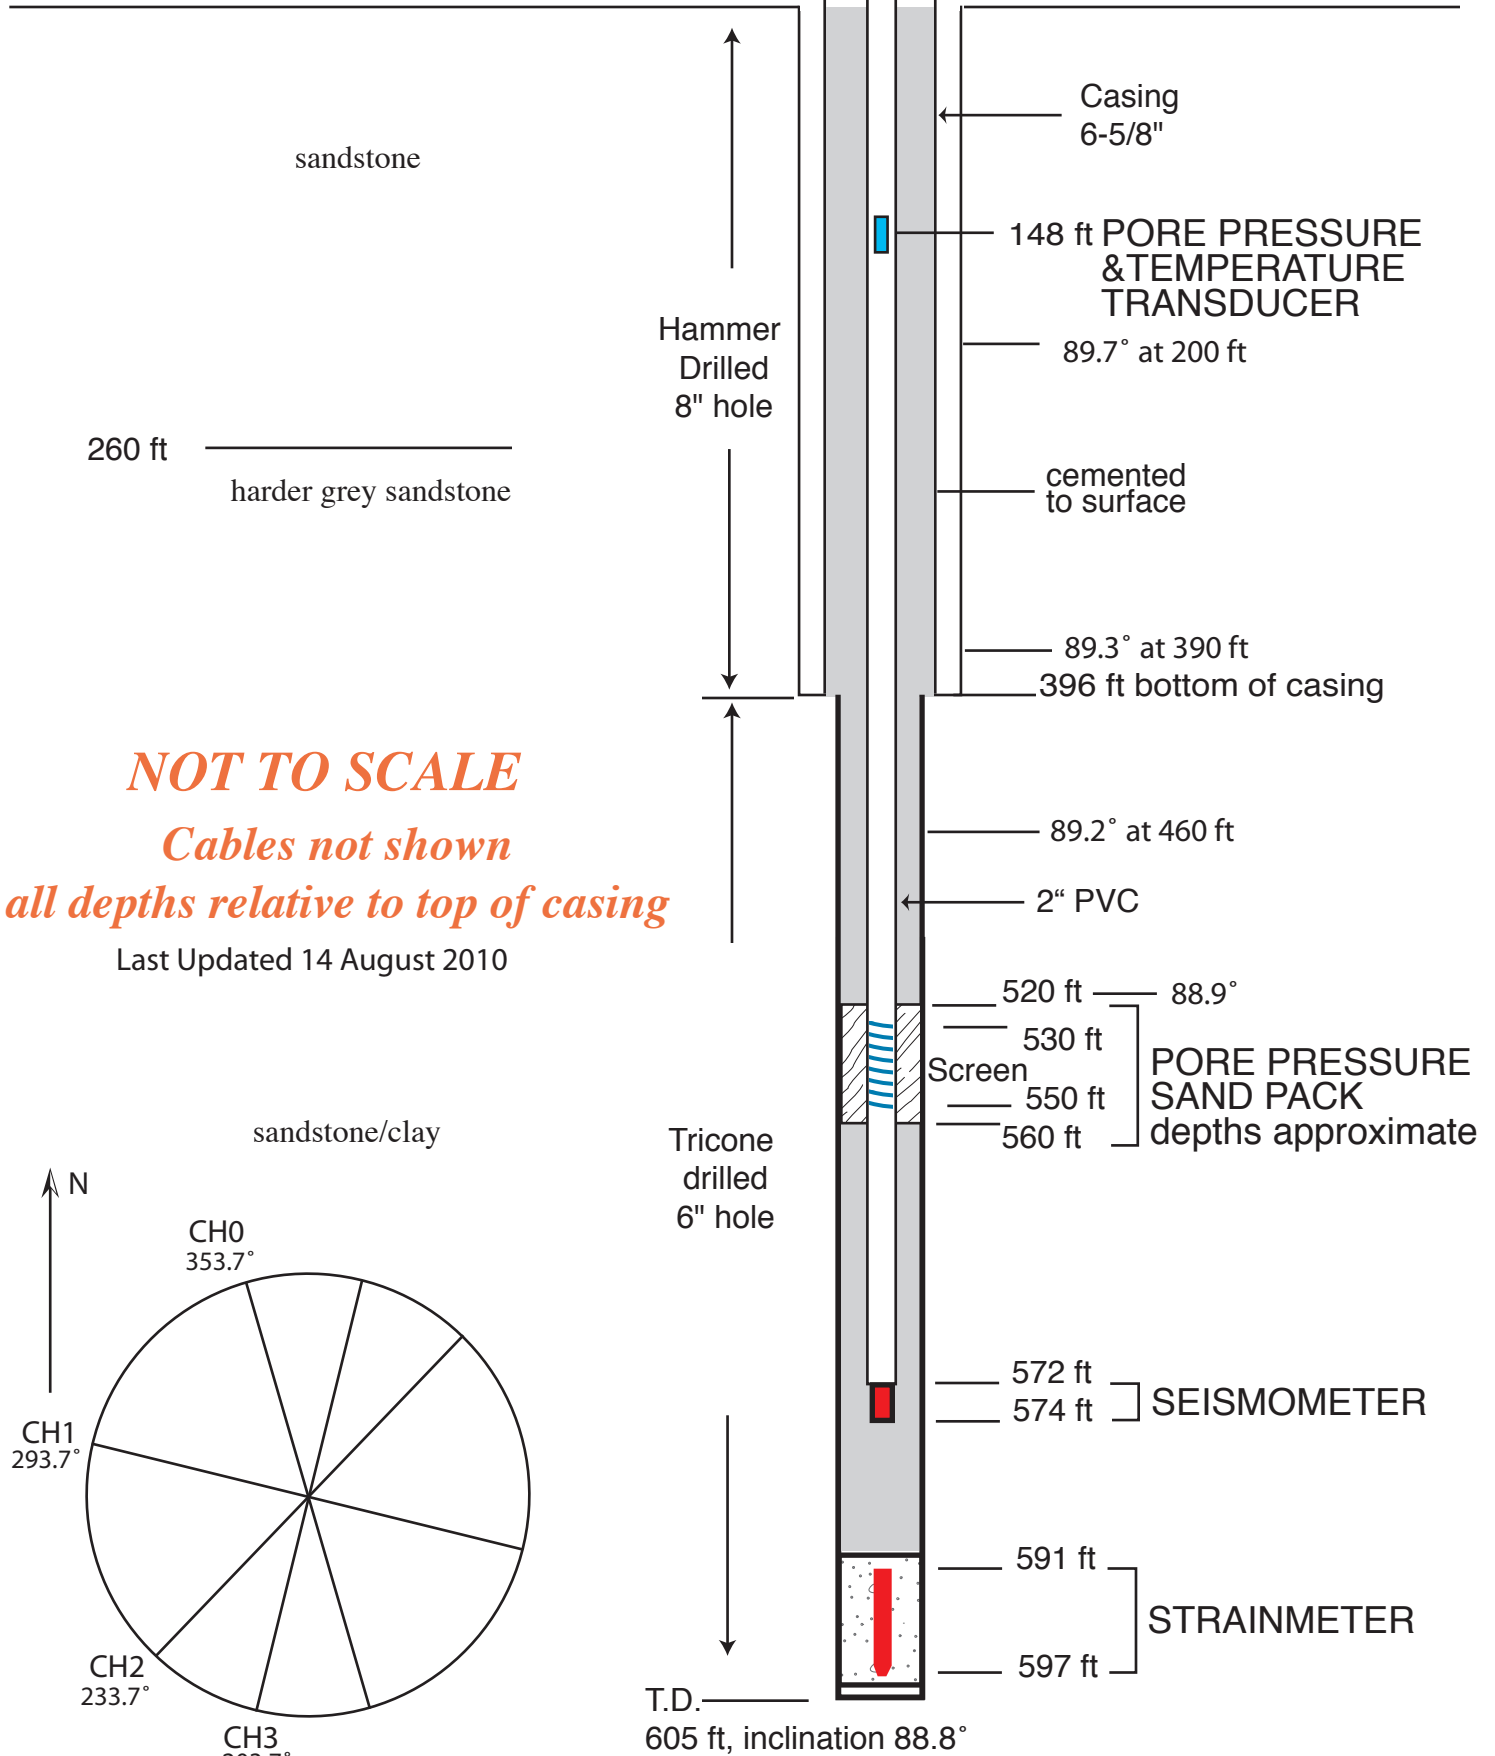 Casing
6-5/8"
sandstone
148 ft PORE PRESSURE
&TEMPERATURE
TRANSDUCER
Hammer
Drilled
8" hole
89.7˚ at 200 ft
260 ft
harder grey sandstone
cemented
to surface
89.3˚ at 390 ft
396 ft bottom of casing
NOT TO SCALE
Cables not shown
all depths relative to top of casing
Last Updated 14 August 2010
89.2˚ at 460 ft
2“ PVC
520 ft
88.9˚
530 ft
Screen
550 ft
560 ft
PORE PRESSURE
SAND PACK
depths approximate
sandstone/clay
Tricone
drilled
6" hole
N
CH0
353.7˚
CH1
293.7˚
CH2
233.7˚
CH3
572 ft
574 ft
SEISMOMETER
591 ft
STRAINMETER
597 ft
T.D.
605 ft, inclination 88.8˚